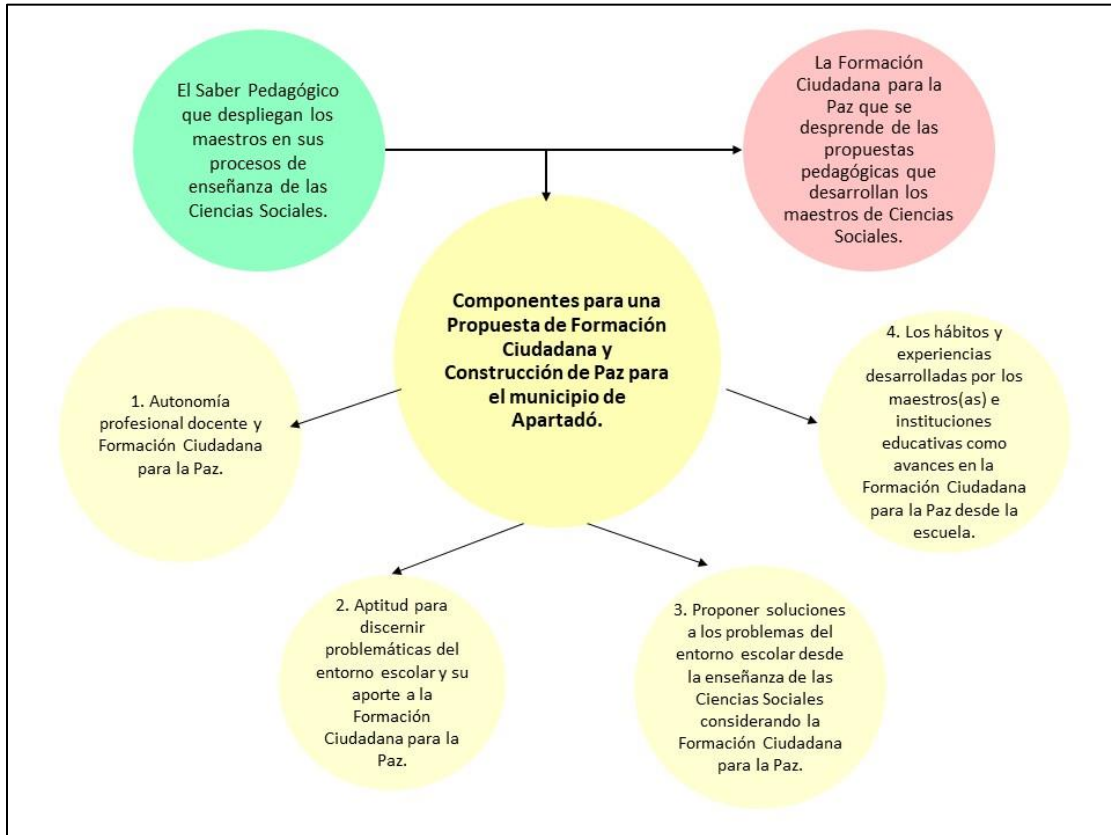 El Saber Pedagógico
que despliegan los
maestros en sus
procesos de
enseñanza de las
Ciencias Sociales.
La Formación
Ciudadana para la
Paz que se
desprende de las
propuestas
pedagógicas que
desarrollan los
maestros de Ciencias
Sociales.
Componentes para una
Propuesta de Formación
Ciudadana y
Construcción de Paz para
el municipio de
Apartadó.
1. Autonomía
profesional docente y
Formación Ciudadana
para la Paz.
2. Aptitud para
discernir
problemáticas del
entorno escolar y su
aporte a la
Formación
Ciudadana para la
Paz.
3. Proponer soluciones
a los problemas del
entorno escolar desde
la enseñanza de las
Ciencias Sociales
considerando la
Formación Ciudadana
para la Paz.
4. Los hábitos y
experiencias
desarrolladas por los
maestros(as) e
instituciones
educativas como
avances en la
Formación Ciudadana
para la Paz desde la
escuela.